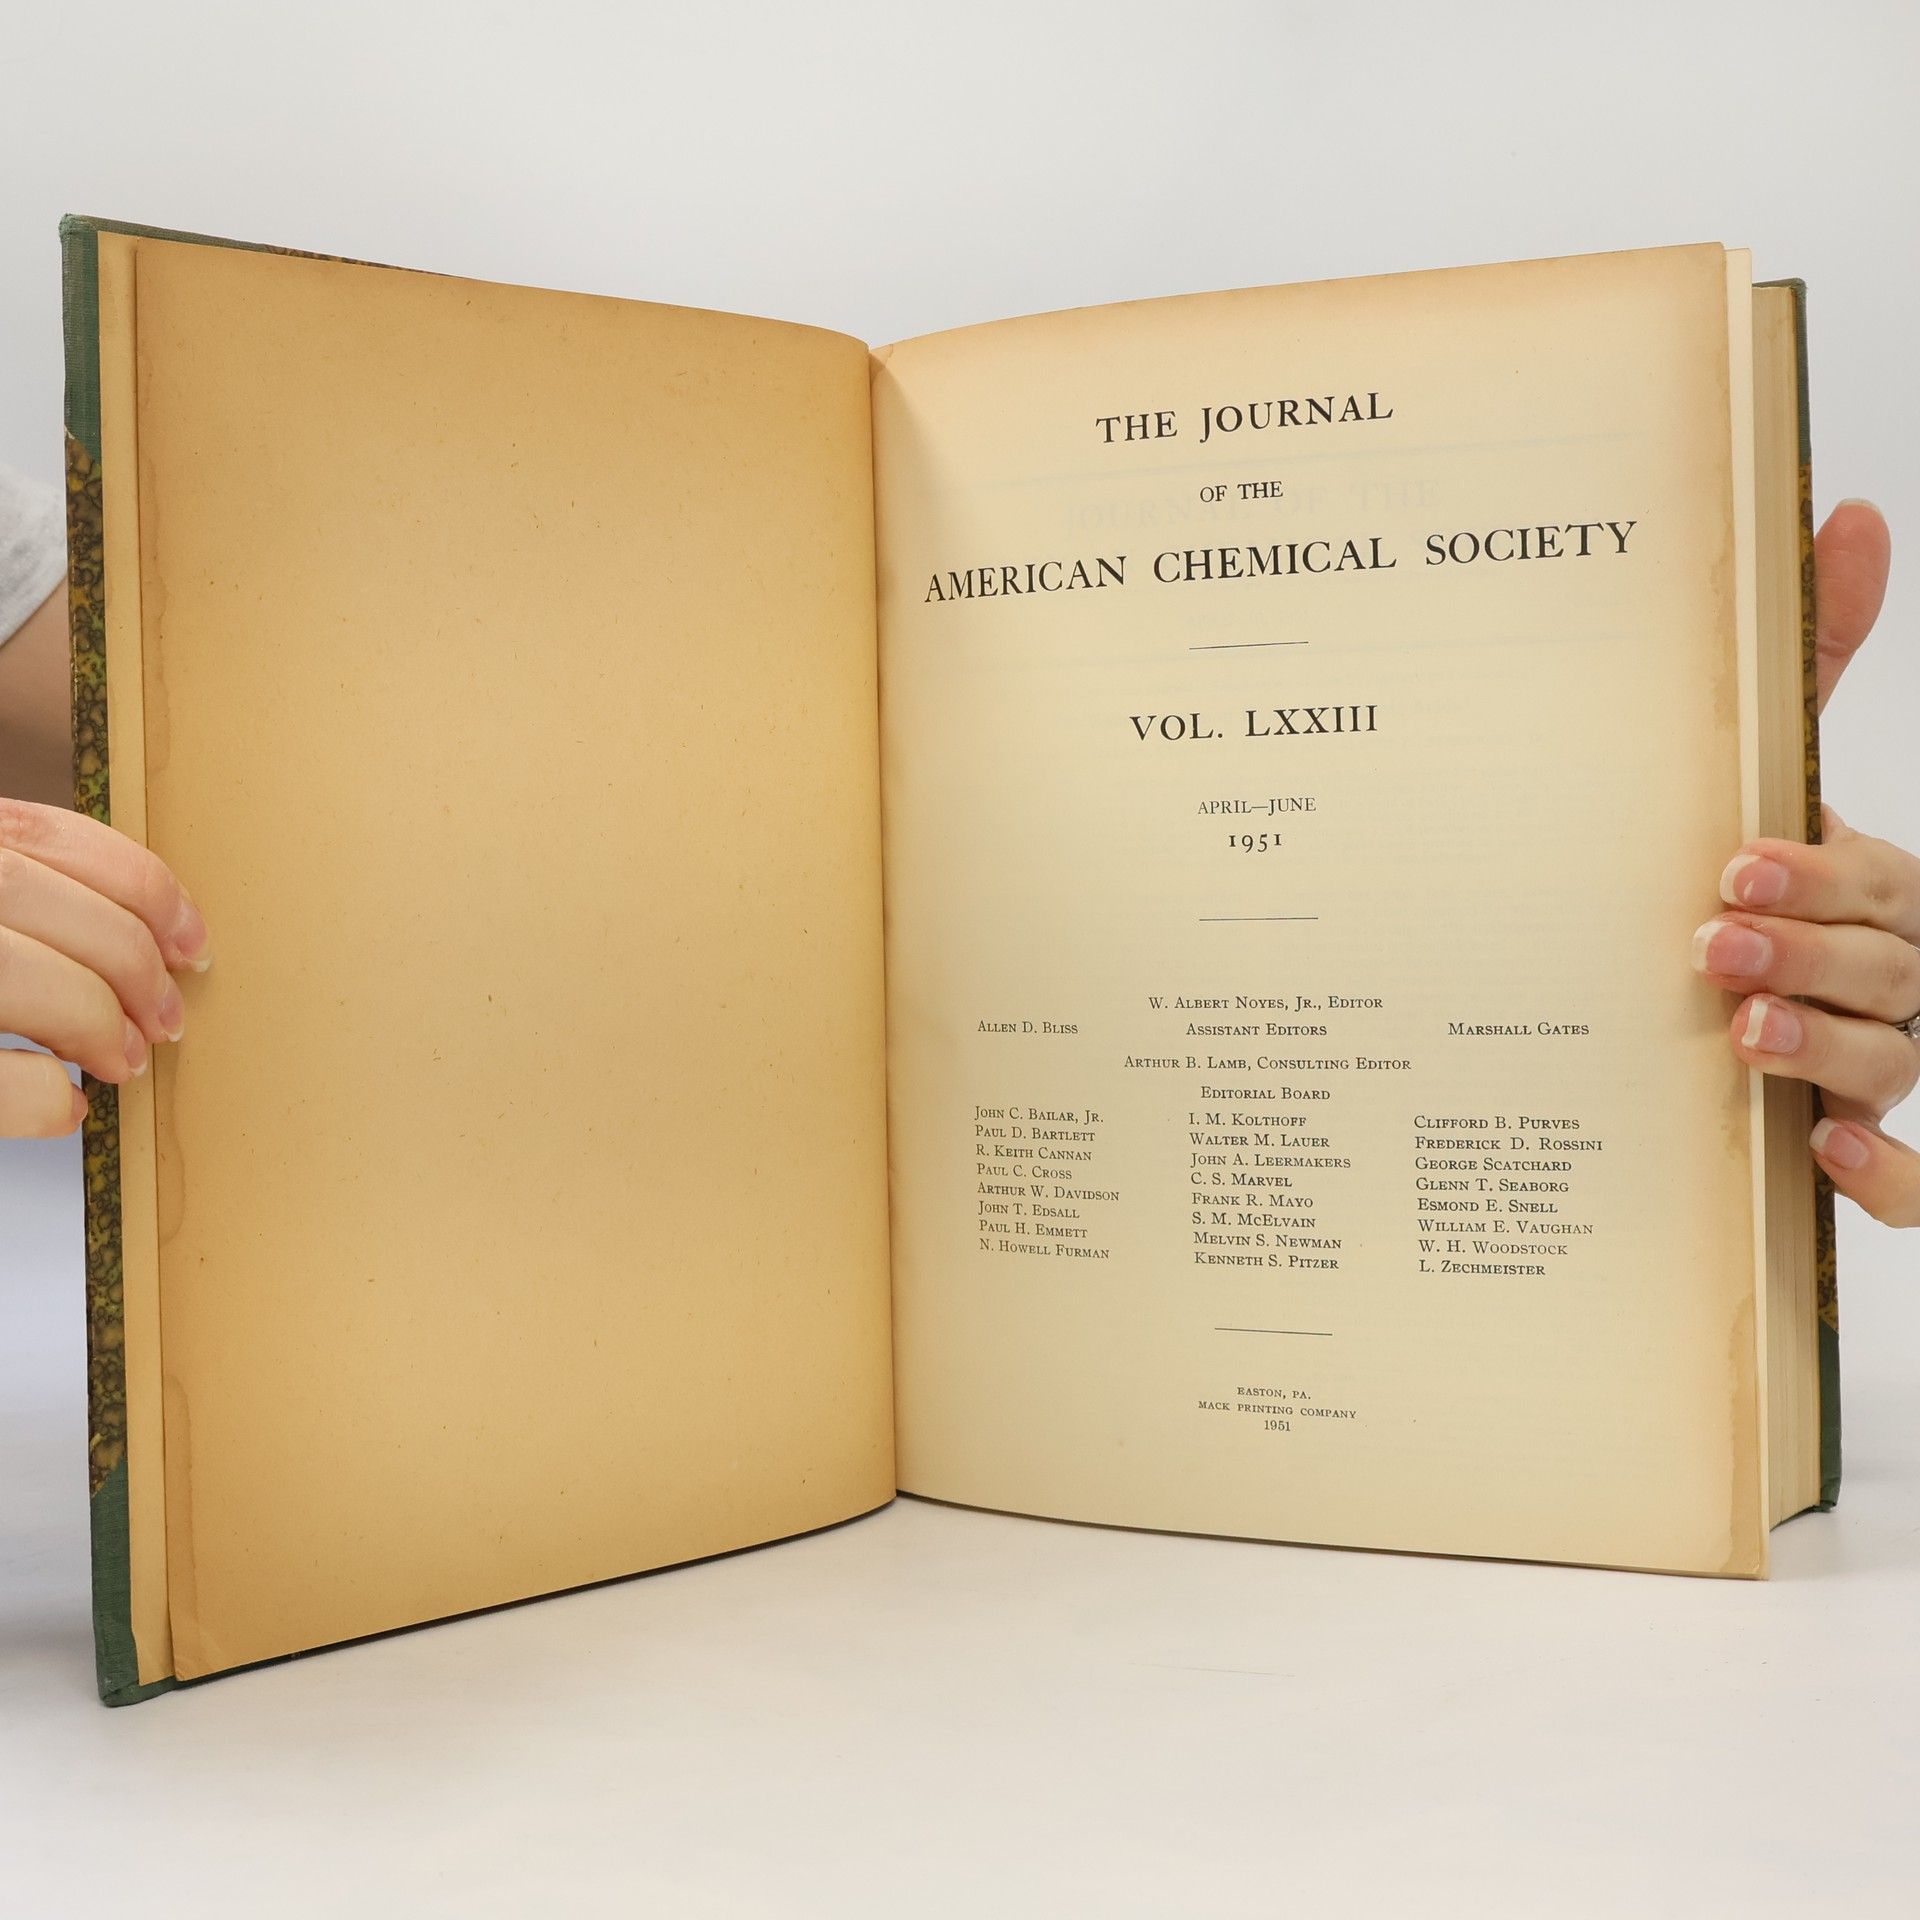 THE JOURNAL
OF THE
AMERICAN CHEMICAL SOCIETY
VOL. LXXIII
APRIL—JUNE
1951
W. ALBERT NOYES, JR., EDITOR
ALLEN D. BLISS ASSISTANT EDITORS MARSHALL GATES
ARTHUR B. LAMB, CONSULTING EDITOR
EDITORIAL BOARD
JOHN C. BAILAR, JR. I. M. KOLTHOFF CLIFFORD B. PURVES
PAUL D. BARTLETT WALTER M. LAUER FREDERICK D. ROSSINI
R. KEITH CANNAN JOHN A. LEERMAKERS GEORGE SCATCHARD
PAUL C. CROSS C. S. MARVEL GLENN T. SEABORG
ARTHUR W. DAVIDSON FRANK R. MAYO ESMOND E. SNELL
JOHN T. EDSALL S. M. MCELVAIN WILLIAM E. VAUGHAN
PAUL H. EMMETT MELVIN S. NEWMAN W. H. WOODSTOCK
N. HOWELL FURMAN KENNETH S. PITZER L. ZECHMEISTER
EASTON, PA.
MACK PRINTING COMPANY
1951